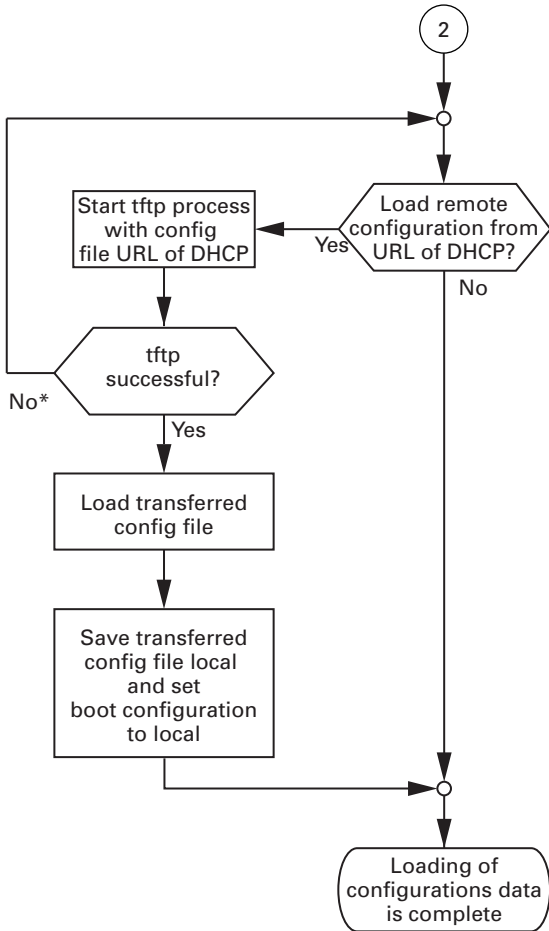 2
Load remote
configuration from
URL of DHCP?
Yes
No
Start tftp process
with config
file URL of DHCP
tftp
successful?
No*
Yes
Load transferred
config file
Save transferred
config file local
and set
boot configuration
to local
Loading of
configurations data
is complete